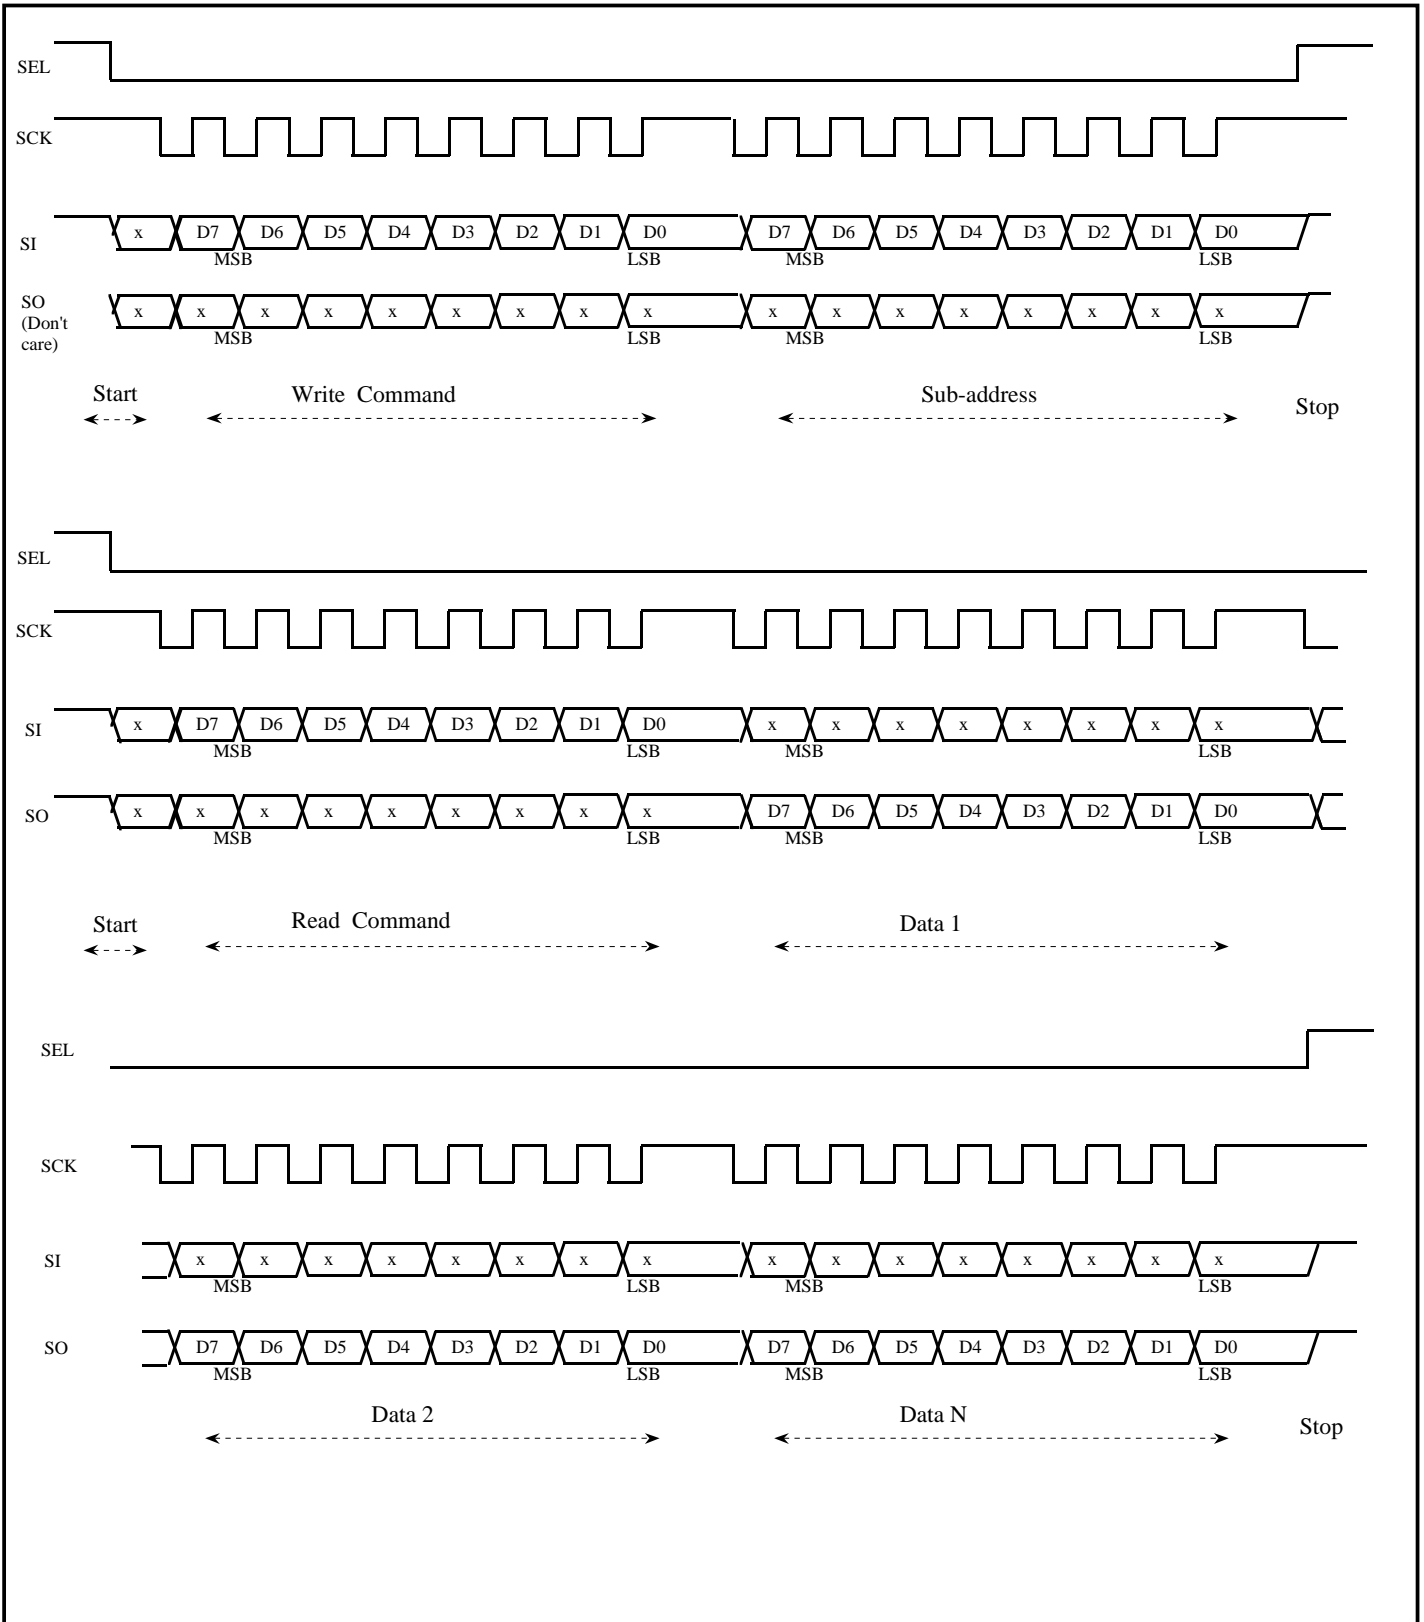 SEL
SCK
SI x D7 D6 D5 D4 D3 D2 D1 D0 D7 D6 D5 D4 D3 D2 D1 D0
MSB LSB MSB LSB
SO
(Don't
care)
x x x x x x x x x x x x x x x x x
MSB LSB MSB LSB
Start Write Command Sub-address Stop
SEL
SCK
SI x D7 D6 D5 D4 D3 D2 D1 D0 x x x x x x x x
MSB LSB MSB LSB
SO x x x x x x x x x D7 D6 D5 D4 D3 D2 D1 D0
MSB LSB MSB LSB
Start Read Command Data 1
SEL
SCK
SI x x x x x x x x x x x x x x x x
MSB LSB MSB LSB
SO D7 D6 D5 D4 D3 D2 D1 D0 D7 D6 D5 D4 D3 D2 D1 D0
MSB LSB MSB LSB
Data 2 Data N Stop